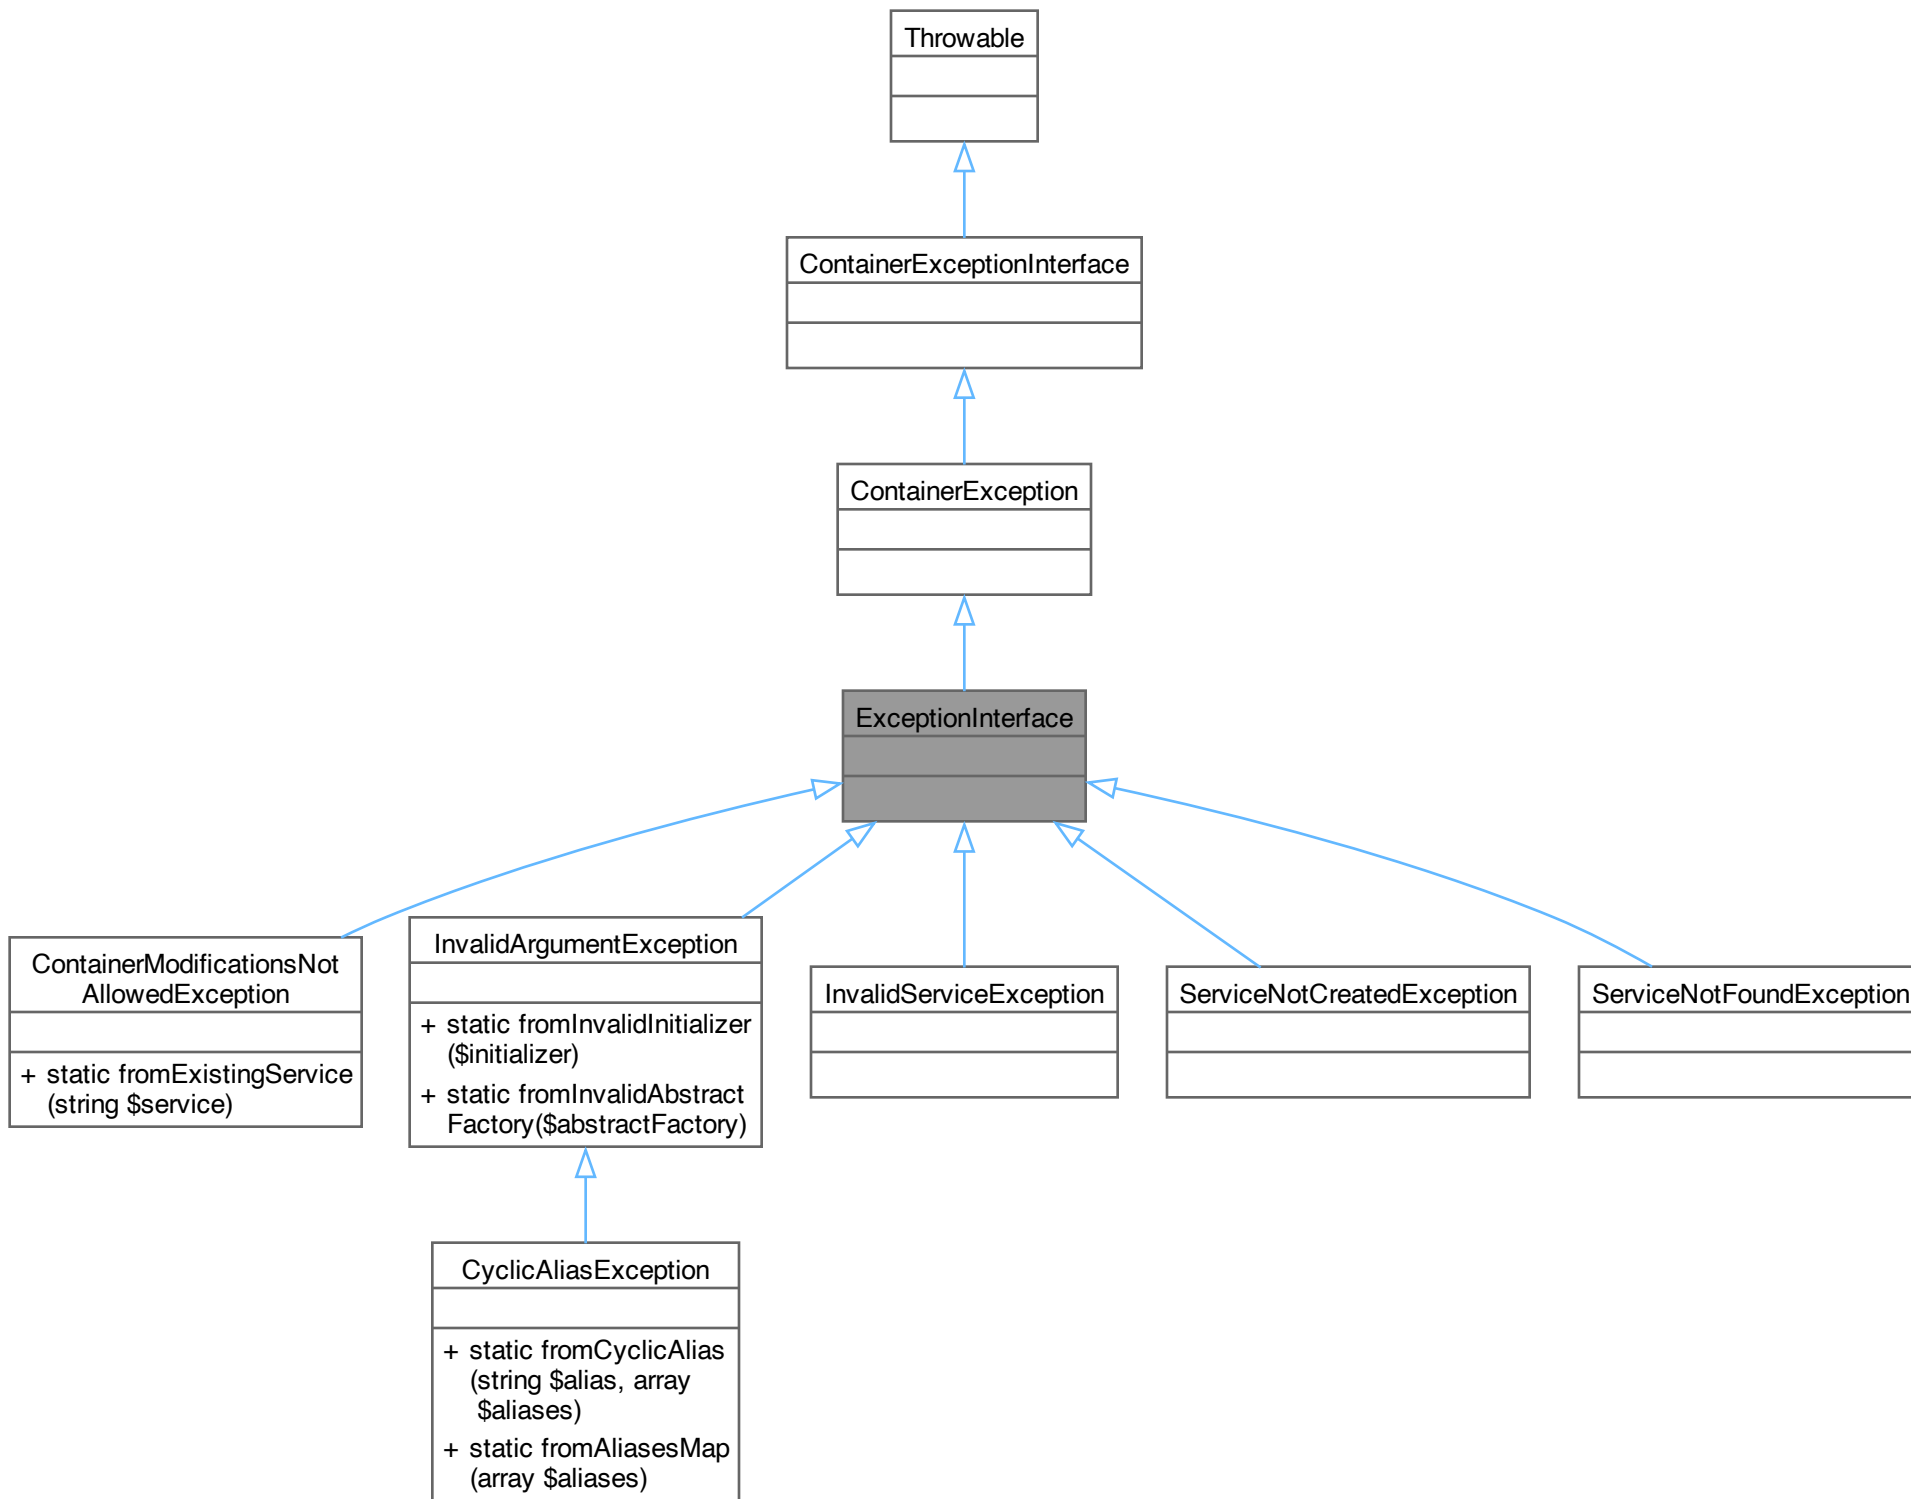 Throwable
ContainerExceptionInterface
ContainerException
ExceptionInterface
ContainerModificationsNot
AllowedException
+ static fromExistingService
(string $service)
InvalidArgumentException
+ static fromInvalidInitializer
($initializer)
+ static fromInvalidAbstract
Factory($abstractFactory)
InvalidServiceException
ServiceNotCreatedException
ServiceNotFoundException
CyclicAliasException
+ static fromCyclicAlias
(string $alias, array
$aliases)
+ static fromAliasesMap
(array $aliases)